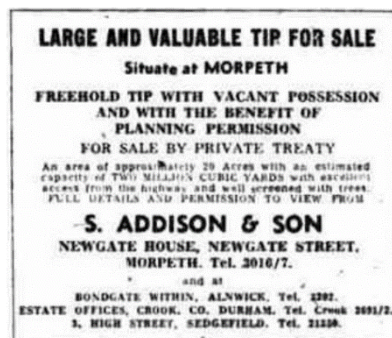 LARGE AND VALUABLE TIP FOR SALE
Situate at MORPETH
FREEHOLD TIP WITH VACANT POSSESSION
AND WITH THE BENEFIT OF
PLANNING PERMISSION
FOR SALE BY PRIVATE TREATY
An area of approximately 20 Acres with an estimated
capacity of TWO MILLION CUBIC YARDS with excellent
access from the highway and well screened with trees.
FULL DETAILS AND PERMISSION TO VIEW FROM
S. ADDISON & SON
NEWGATE HOUSE, NEWGATE STREET,
MORPETH. Tel. 3016/7.
and at
BONDGATE WITHIN, ALNWICK, Tel.
ESTATE OFFICES, CROOK, CO. DURHAM. Tel. Crook
3, HIGH STREET, SEDGEFIELD, Tel.